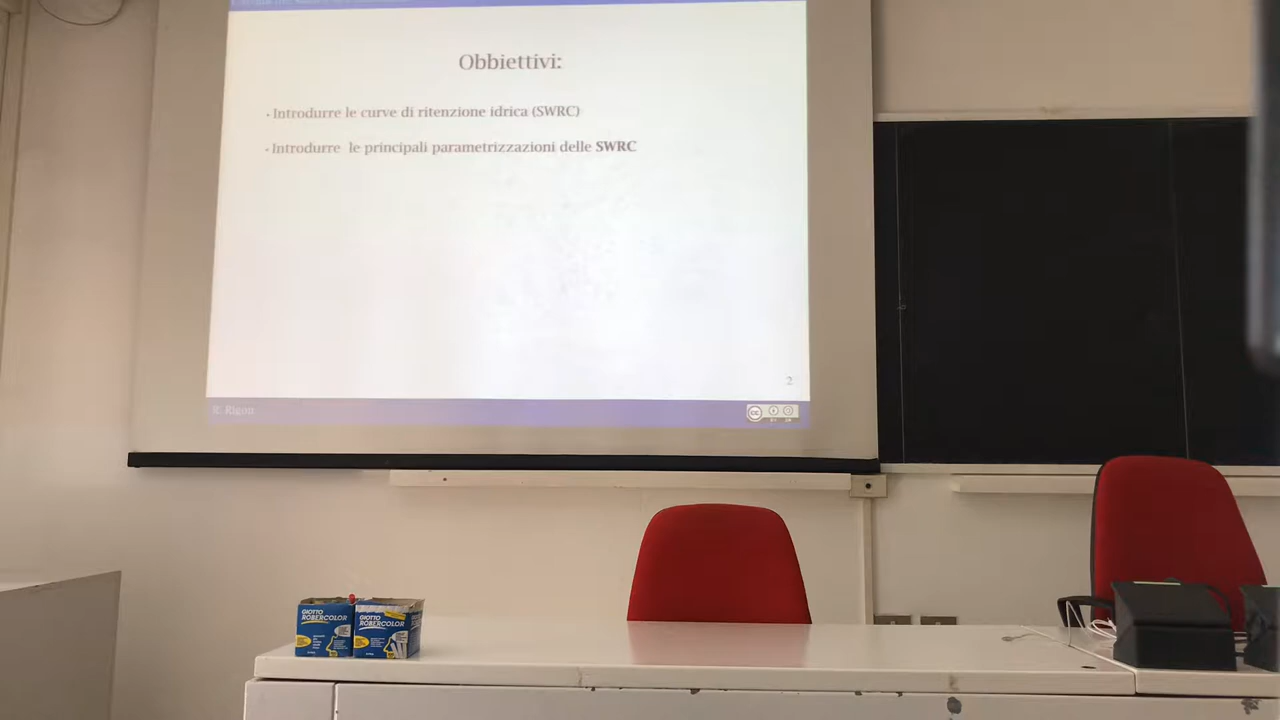 Obbiettivi:
• Introdurre le curve di ritenzione idrica (SWRC)
• Introdurre le principali parametrizzazioni delle SWRC
2
R. Rigon
cc
GIOTTO
ROBERCOLOR
GIOTTO
ROBERCOLOR